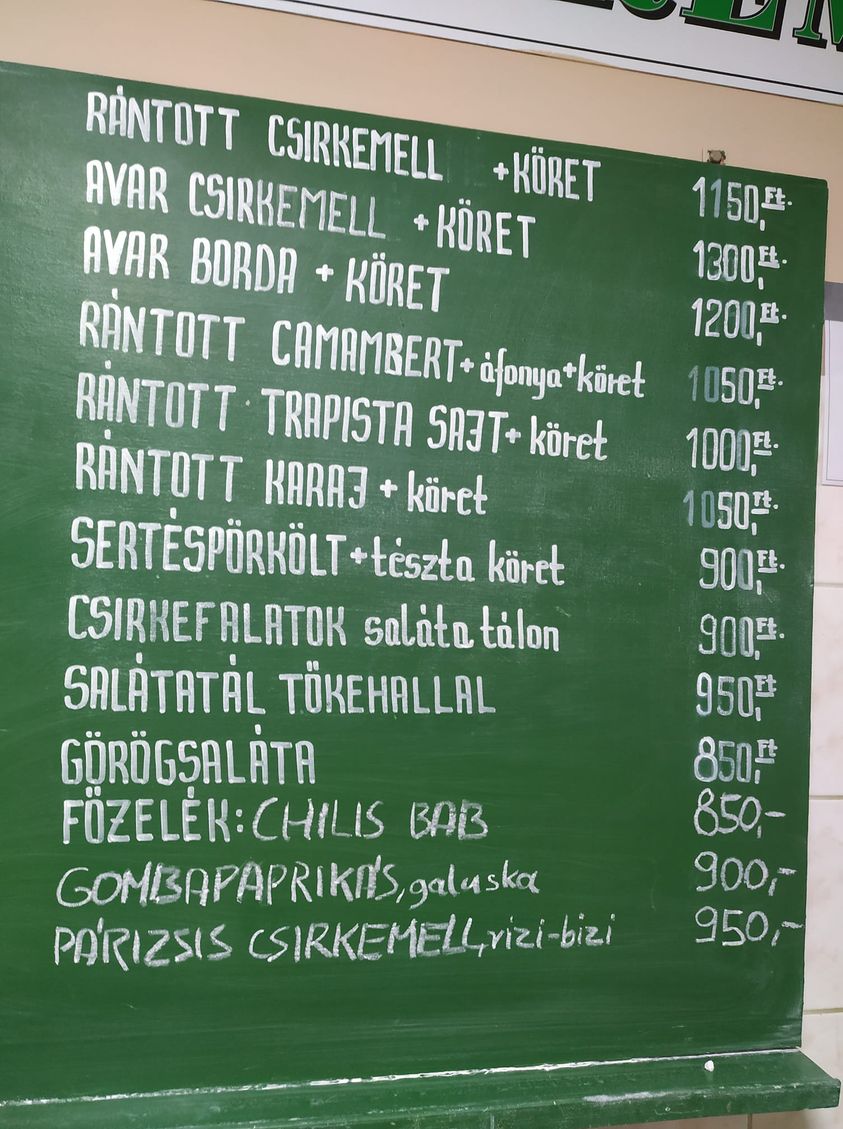 RÁNTOTT CSIRKEMELL +KÖRET 1150,Ft.
AVAR CSIRKEMELL +KÖRET 1300,Ft.
AVAR BORDA + KÖRET 1200,Ft.
RÁNTOTT CAMAMBERT+áfonya+köret 1050,Ft.
RÁNTOTT TRAPISTA SAJT+ köret 1000,Ft.
RÁNTOTT KARAJ + köret 1050,Ft.
SERTÉSPÖRKÖLT+tészta köret 900,Ft.
CSIRKEFALATOK saláta tálon 900,Ft.
SALÁTATÁL TŐKEHALLAL 950,Ft
GÖRÖGSALÁTA 850,Ft
FŐZELÉK: CHILIS BAB 850,-
GOMBAPAPRIKÁS, galuska 900,-
PÁRIZSIS CSIRKEMELL, rizi-bizi 950,-